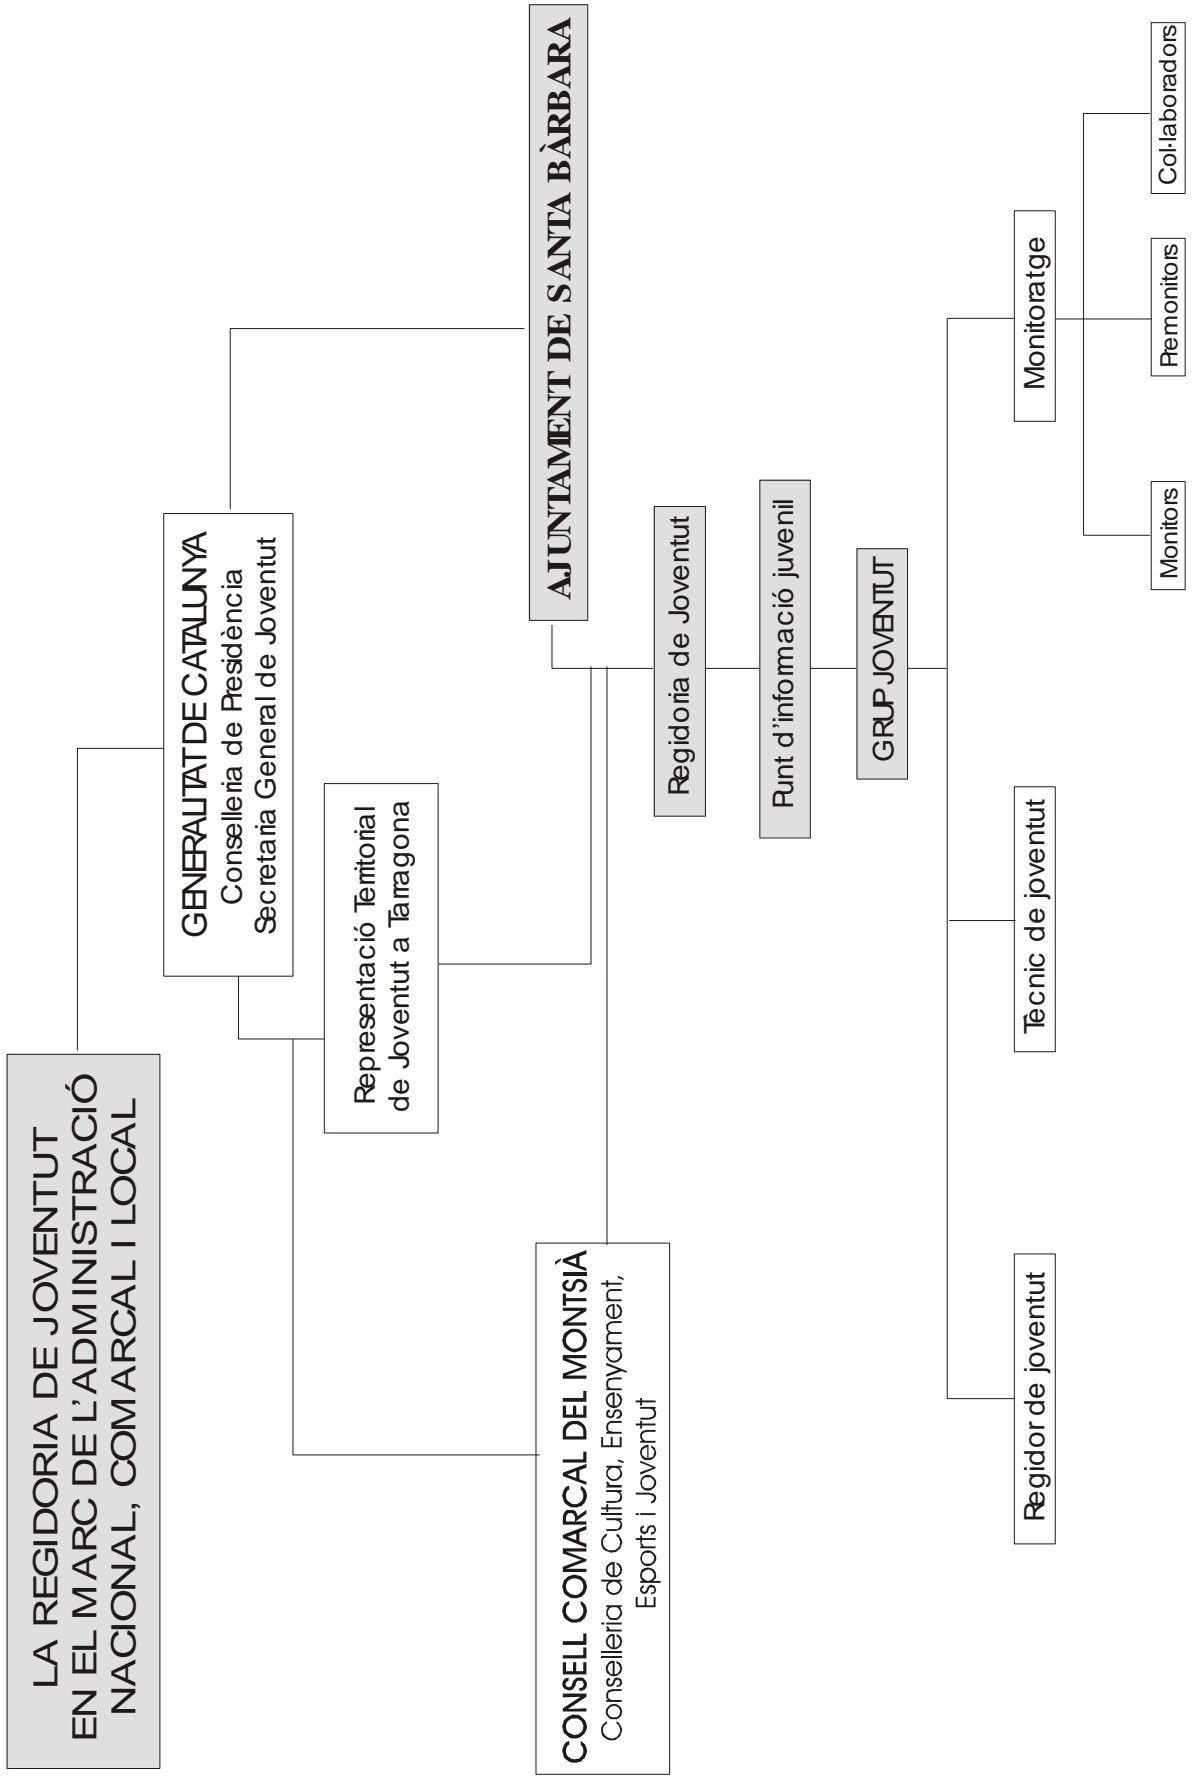 LA REGIDORIA DE JOVENTUT
EN EL MARC DE L'ADMINISTRACIÓ
NACIONAL, COMARCAL I LOCAL
GENERALITAT DE CATALUNYA
Conselleria de Presidència
Secretaria General de Joventut
Representació Territorial
de Joventut a Tarragona
CONSELL COMARCAL DEL MONTSIÀ
Conselleria de Cultura, Ensenyament,
Esports i Joventut
AJUNTAMENT DE SANTA BÀRBARA
Regidoria de Joventut
Punt d'informació juvenil
GRUP JOVENTUT
Regidor de joventut
Tècnic de joventut
Monitoratge
Monitors
Premonitors
Col·laboradors